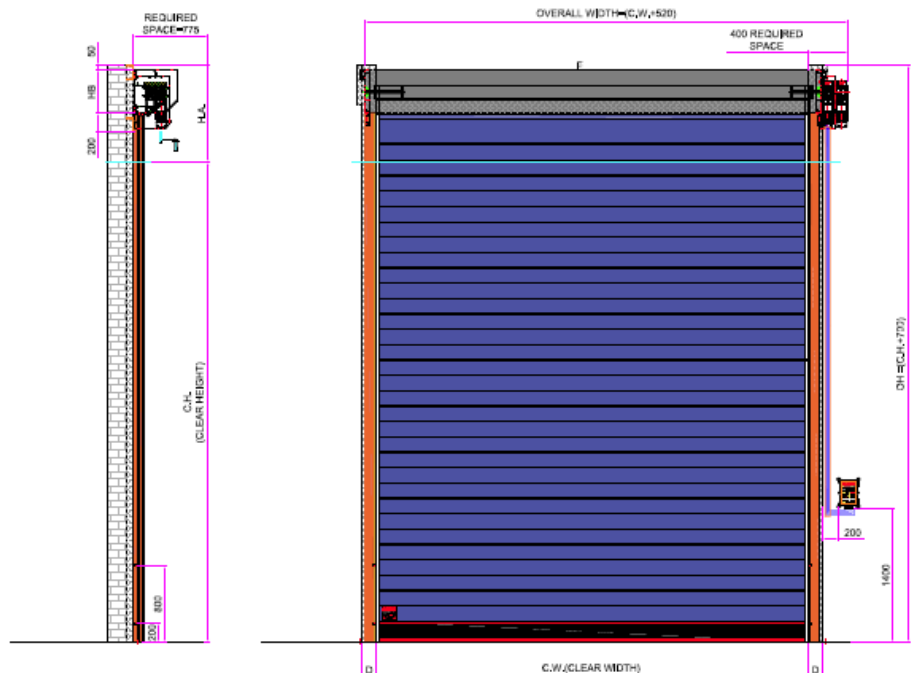 REQUIRED
SPACE=775
50
HB
200
H.A.
C.H.
(CLEAR HEIGHT)
800
200
OVERALL WIDTH=(C.W.+520)
400 REQUIRED
SPACE
F
OH =(C.H.+700)
200
1400
D
C.W.(CLEAR WIDTH)
D